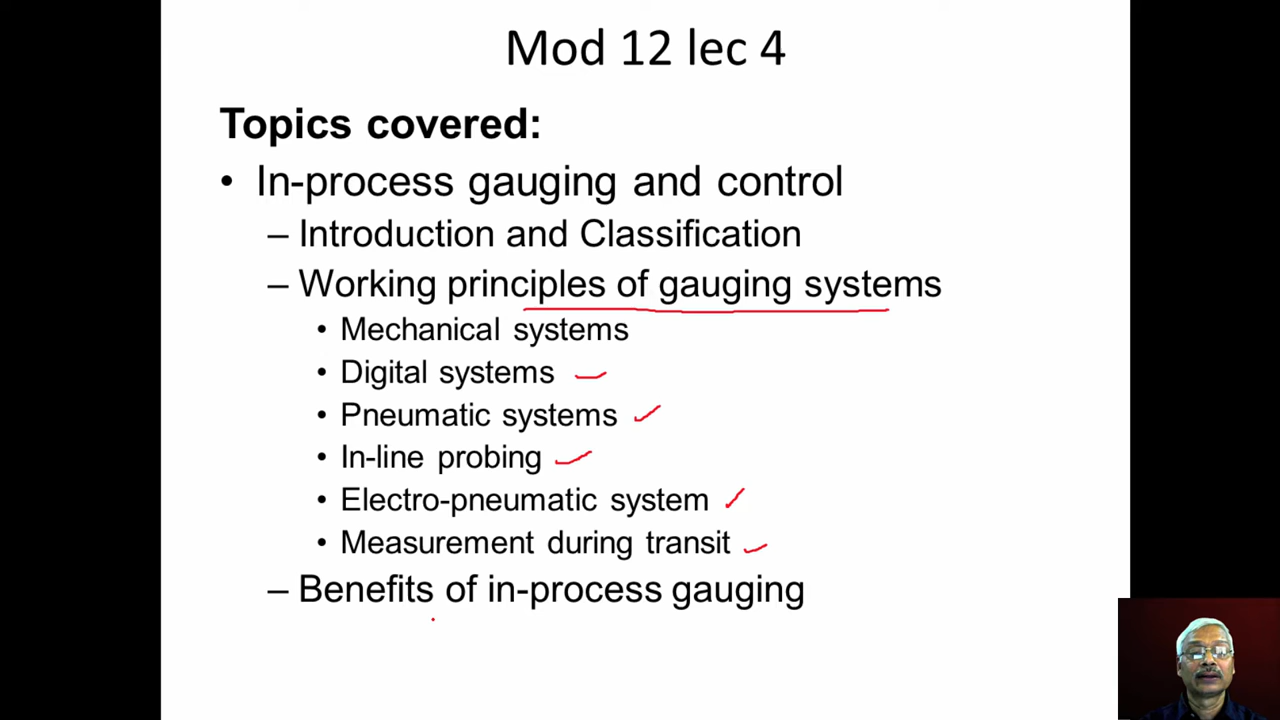 Mod 12 lec 4
Topics covered:
• In-process gauging and control
– Introduction and Classification
– Working principles of gauging systems
• Mechanical systems
• Digital systems
• Pneumatic systems
• In-line probing
• Electro-pneumatic system
• Measurement during transit
– Benefits of in-process gauging